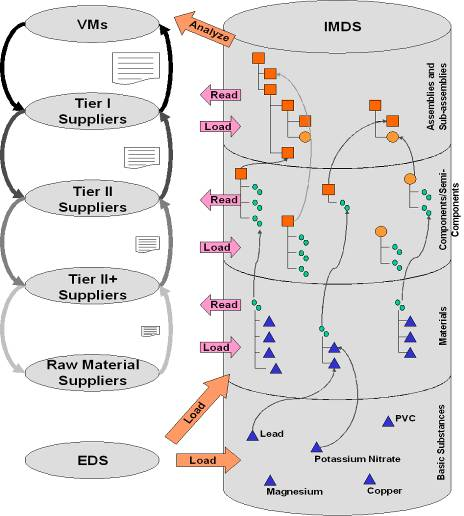 VMs
IMDS
Analyze
Assemblies and
Sub-assemblies
Read
Tier I
Suppliers
Load
Components/Semi-
Components
Tier II
Suppliers
Read
Load
Tier II+
Suppliers
Read
Materials
Load
Raw Material
Suppliers
Load
Basic Substances
PVC
Lead
EDS
Load
Potassium Nitrate
Magnesium
Copper